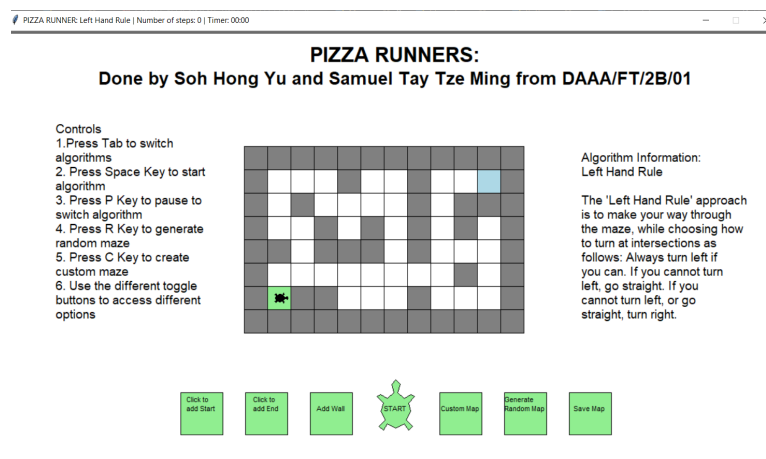 PIZZA RUNNER: Left Hand Rule | Number of steps: 0 | Timer: 00:00
PIZZA RUNNERS:
Done by Soh Hong Yu and Samuel Tay Tze Ming from DAAA/FT/2B/01
Controls
1.Press Tab to switch
algorithms
2. Press Space Key to start
algorithm
3. Press P Key to pause to
switch algorithm
4. Press R Key to generate
random maze
5. Press C Key to create
custom maze
6. Use the different toggle
buttons to access different
options
Algorithm Information:
Left Hand Rule
The 'Left Hand Rule' approach
is to make your way through
the maze, while choosing how
to turn at intersections as
follows: Always turn left if
you can. If you cannot turn
left, go straight. If you
cannot turn left, or go
straight, turn right.
Click to
add Start
Click to
add End
Add Wall
START
Custom Map
Generate
Random Map
Save Map